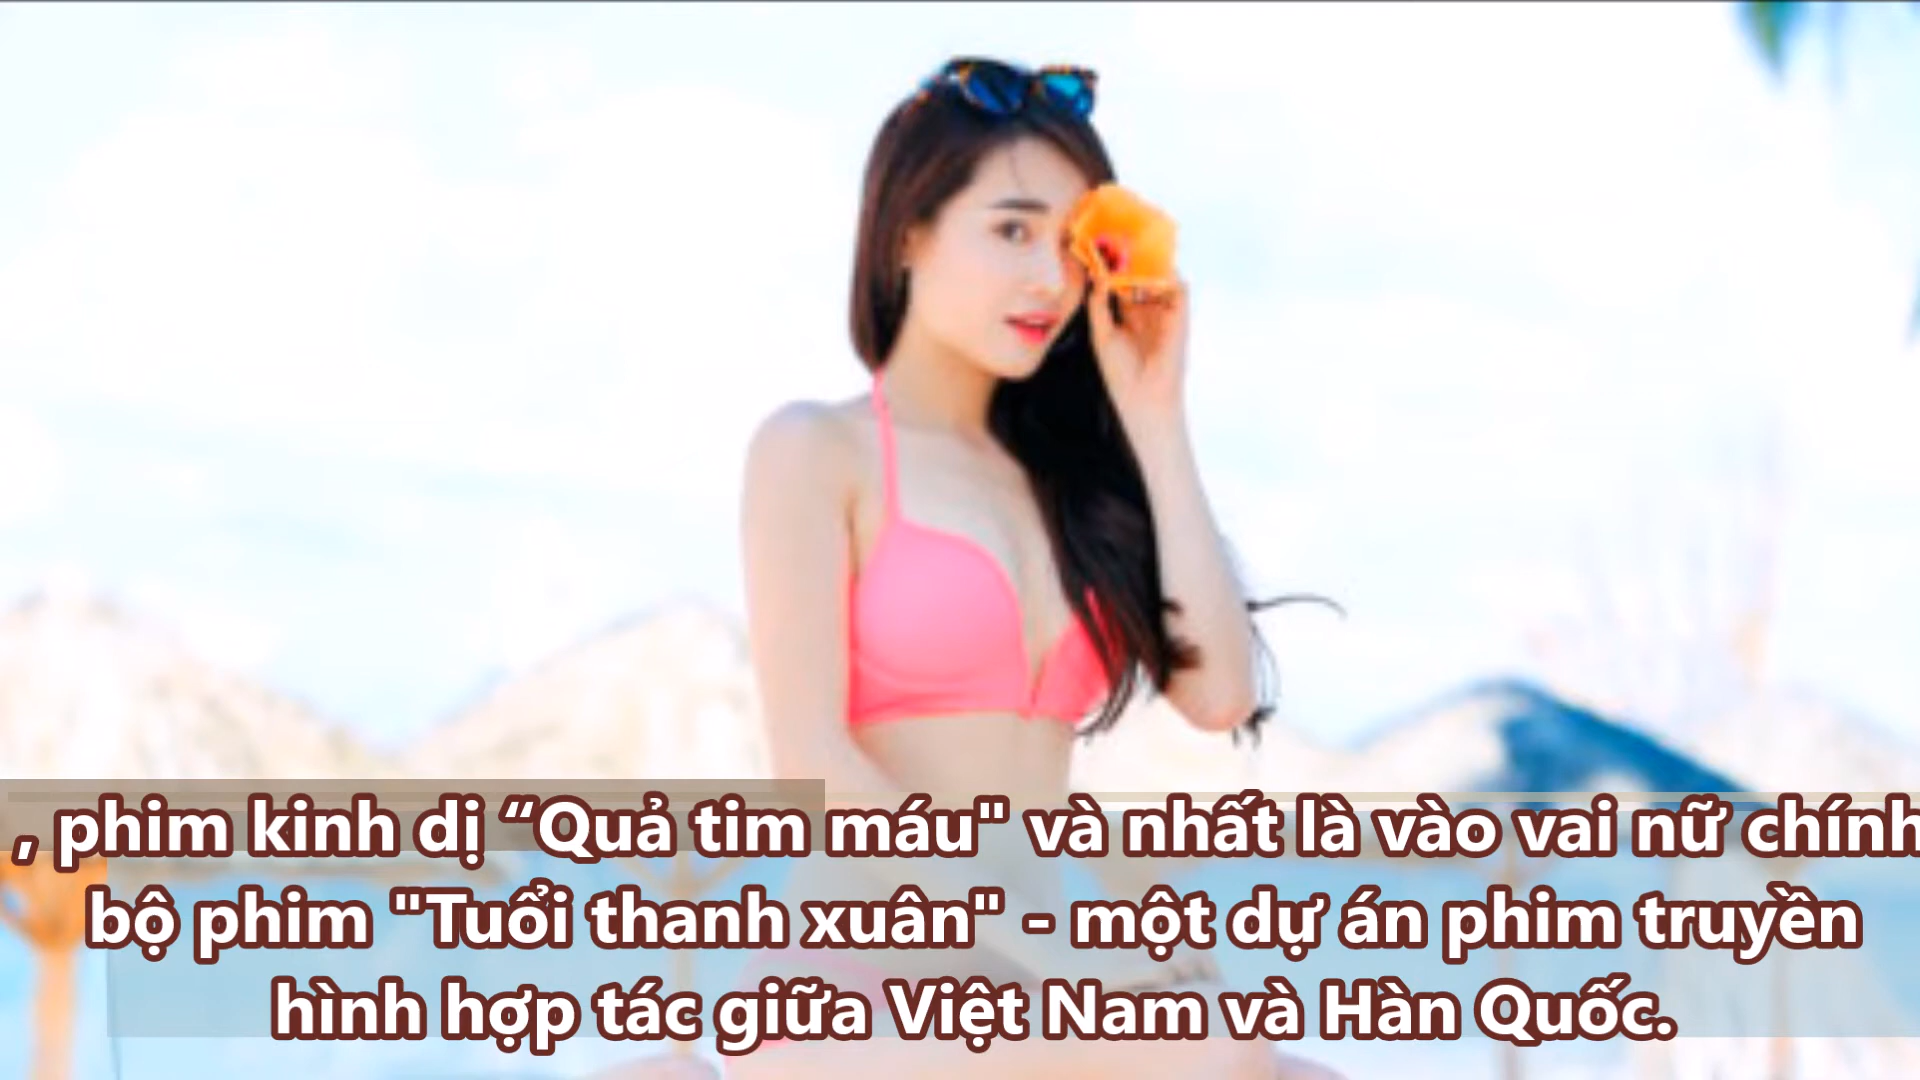 , phim kinh dị “Quả tim máu" và nhất là vào vai nữ chính
bộ phim "Tuổi thanh xuân" - một dự án phim truyền
hình hợp tác giữa Việt Nam và Hàn Quốc.